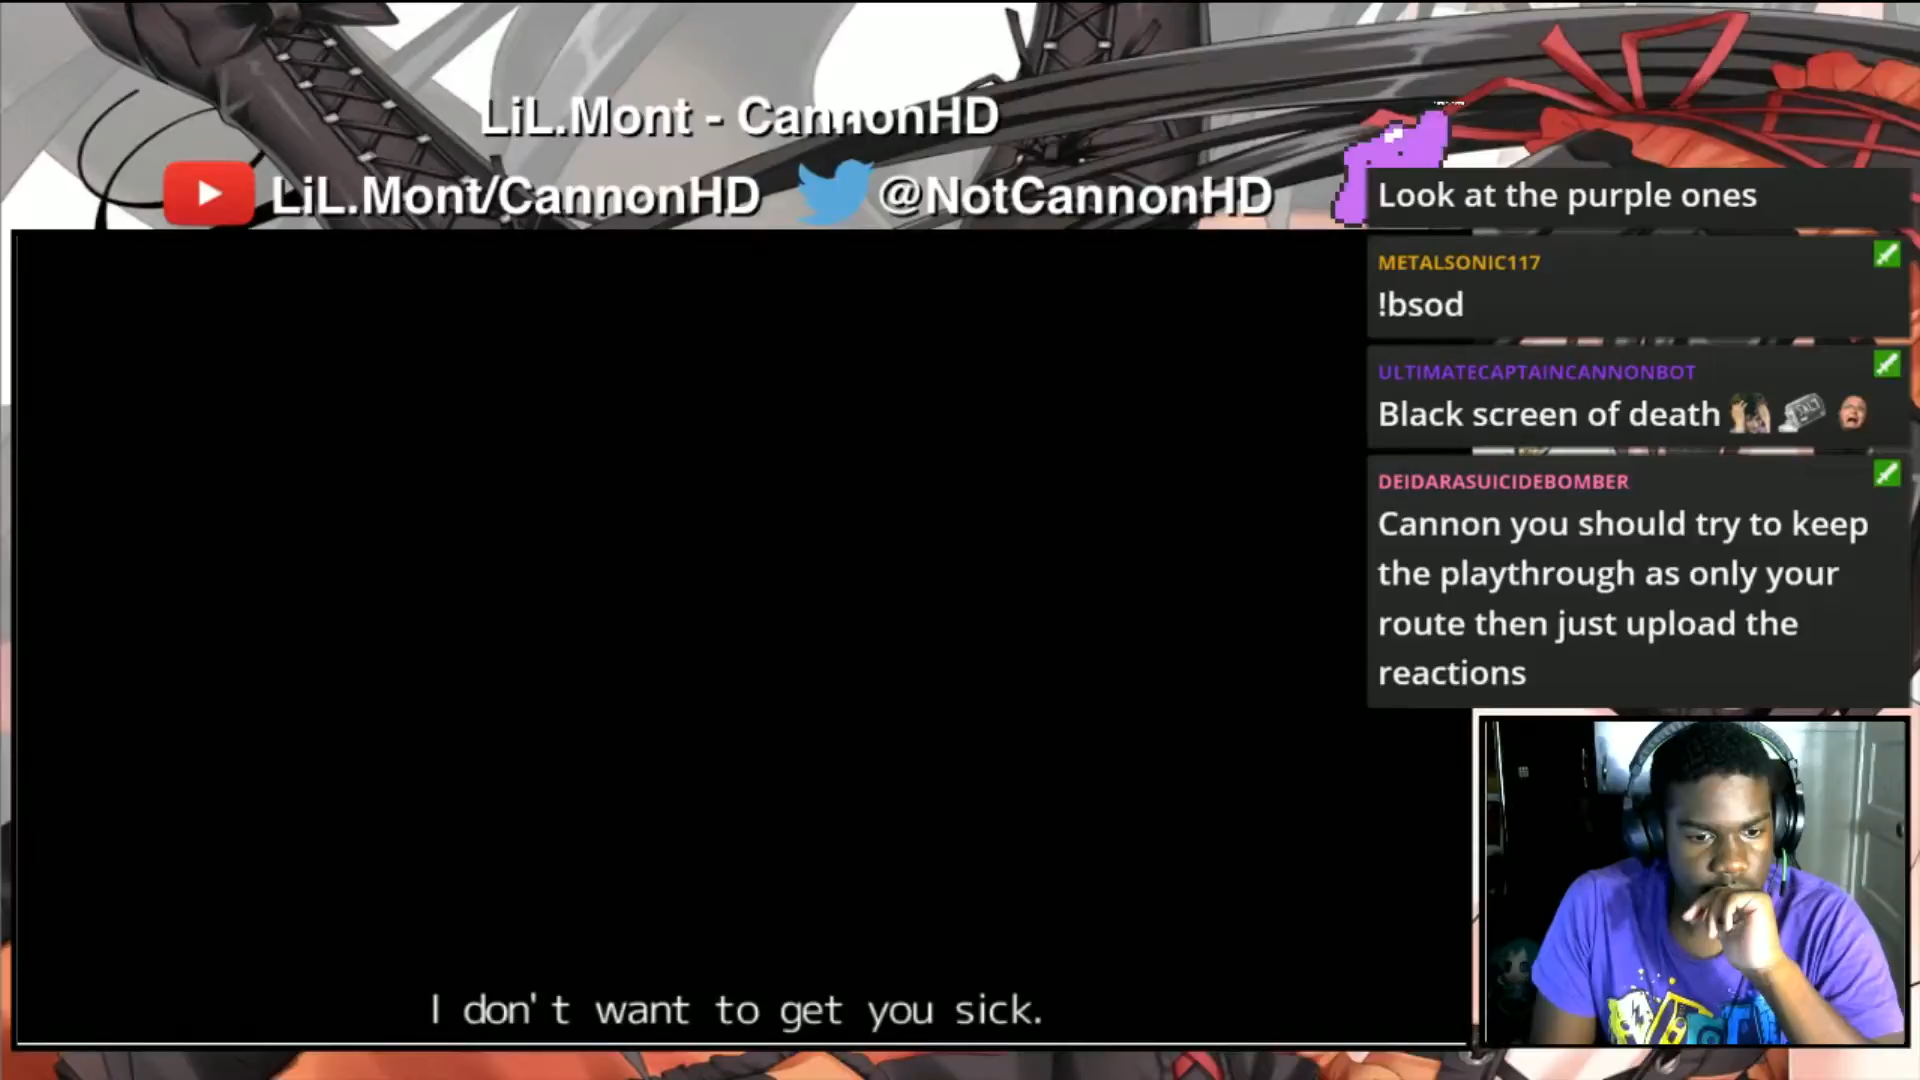 LiL.Mont - CannonHD
LiL.Mont/CannonHD
@NotCannonHD
Look at the purple ones
METALSONIC117
!bsod
ULTIMATECAPTAINCANNONBOT
Black screen of death
SALT
DEIDARASUICIDEBOMBER
Cannon you should try to keep
the playthrough as only your
route then just upload the
reactions
I don't want to get you sick.